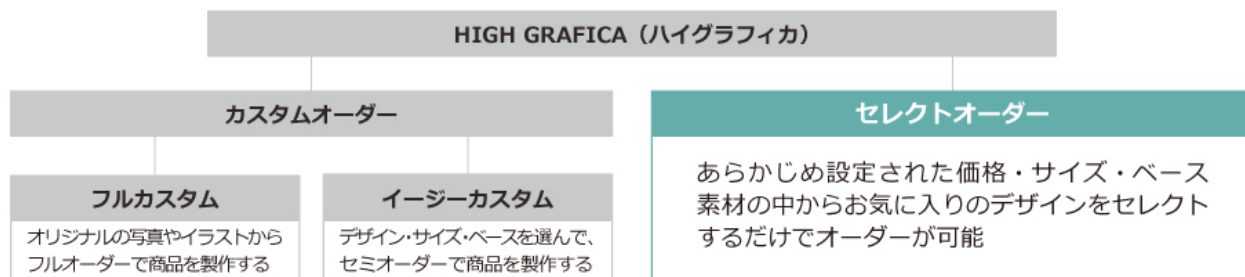 HIGH GRAFICA（ハイグラフィカ）
カスタムオーダー
フルカスタム
オリジナルの写真やイラストから
フルオーダーで商品を製作する
イージーカスタム
デザイン・サイズ・ベースを選んで、
セミオーダーで商品を製作する
セレクトオーダー
あらかじめ設定された価格・サイズ・ベース
素材の中からお気に入りのデザインをセレクト
するだけでオーダーが可能